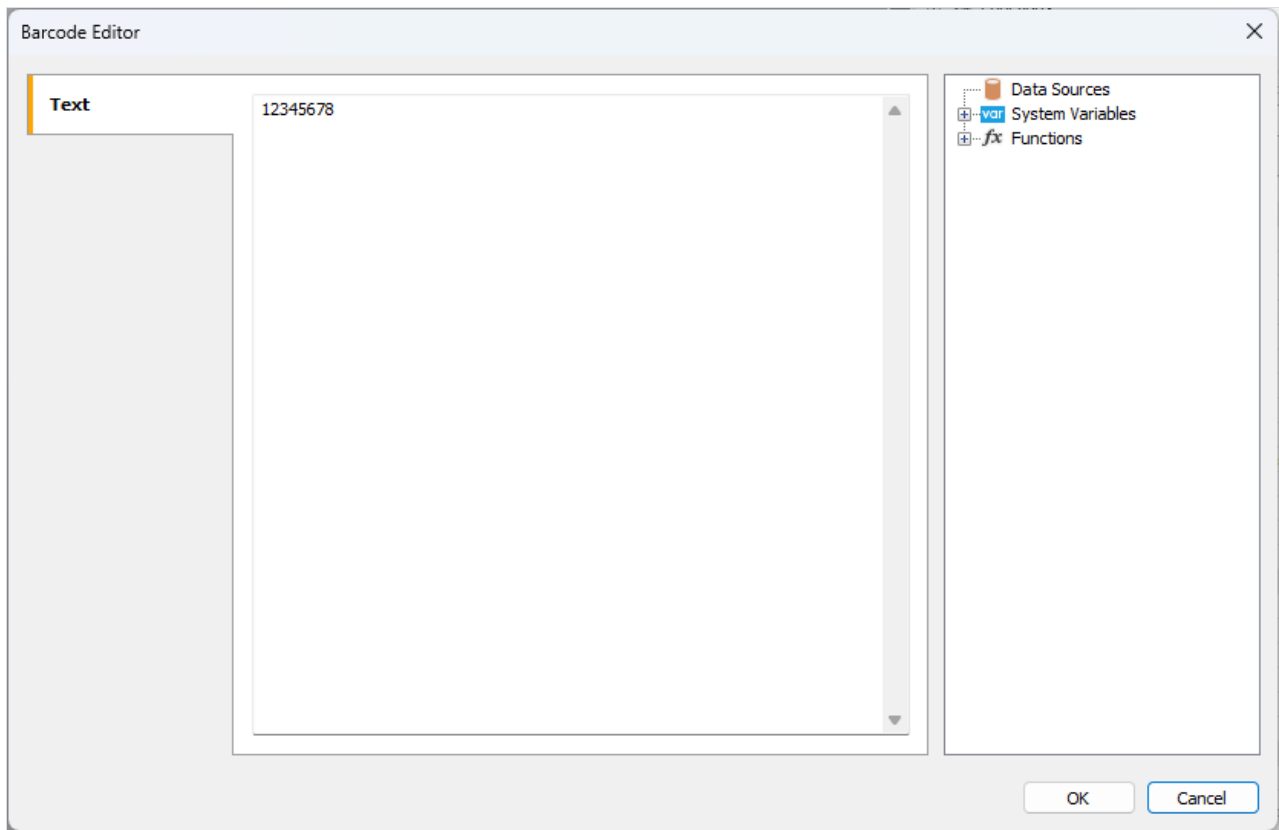 Barcode Editor
Text
12345678
Data Sources
var System Variables
fx Functions
OK
Cancel